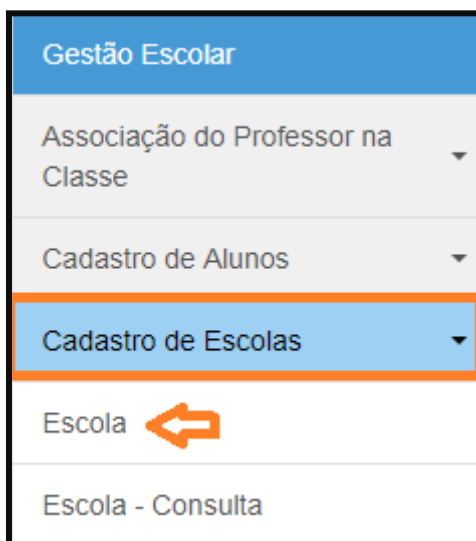 Gestão Escolar
Associação do Professor na
Classe
Cadastro de Alunos
Cadastro de Escolas
Escola
Escola - Consulta